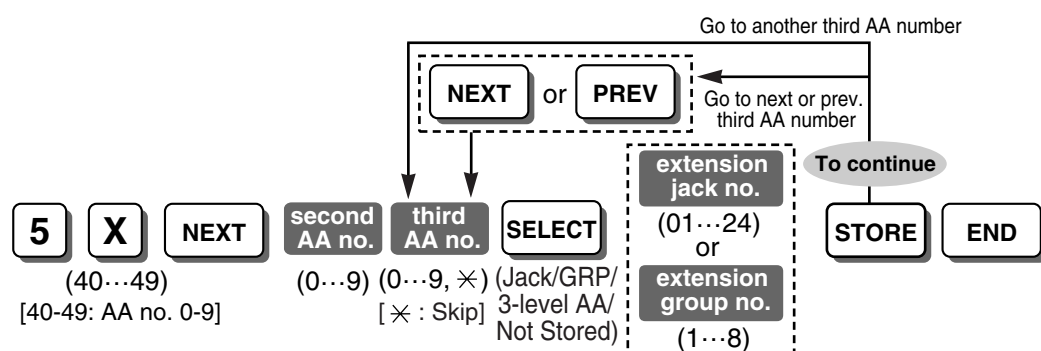 Go to another third AA number
NEXT or PREV
Go to next or prev.
third AA number
To continue
5 X NEXT
(40···49)
[40-49: AA no. 0-9]
second
AA no.
(0···9)
third
AA no.
(0···9, ✳)
[ ✳ : Skip]
SELECT
(Jack/GRP/
3-level AA/
Not Stored)
extension
jack no.
(01···24)
or
extension
group no.
(1···8)
STORE END